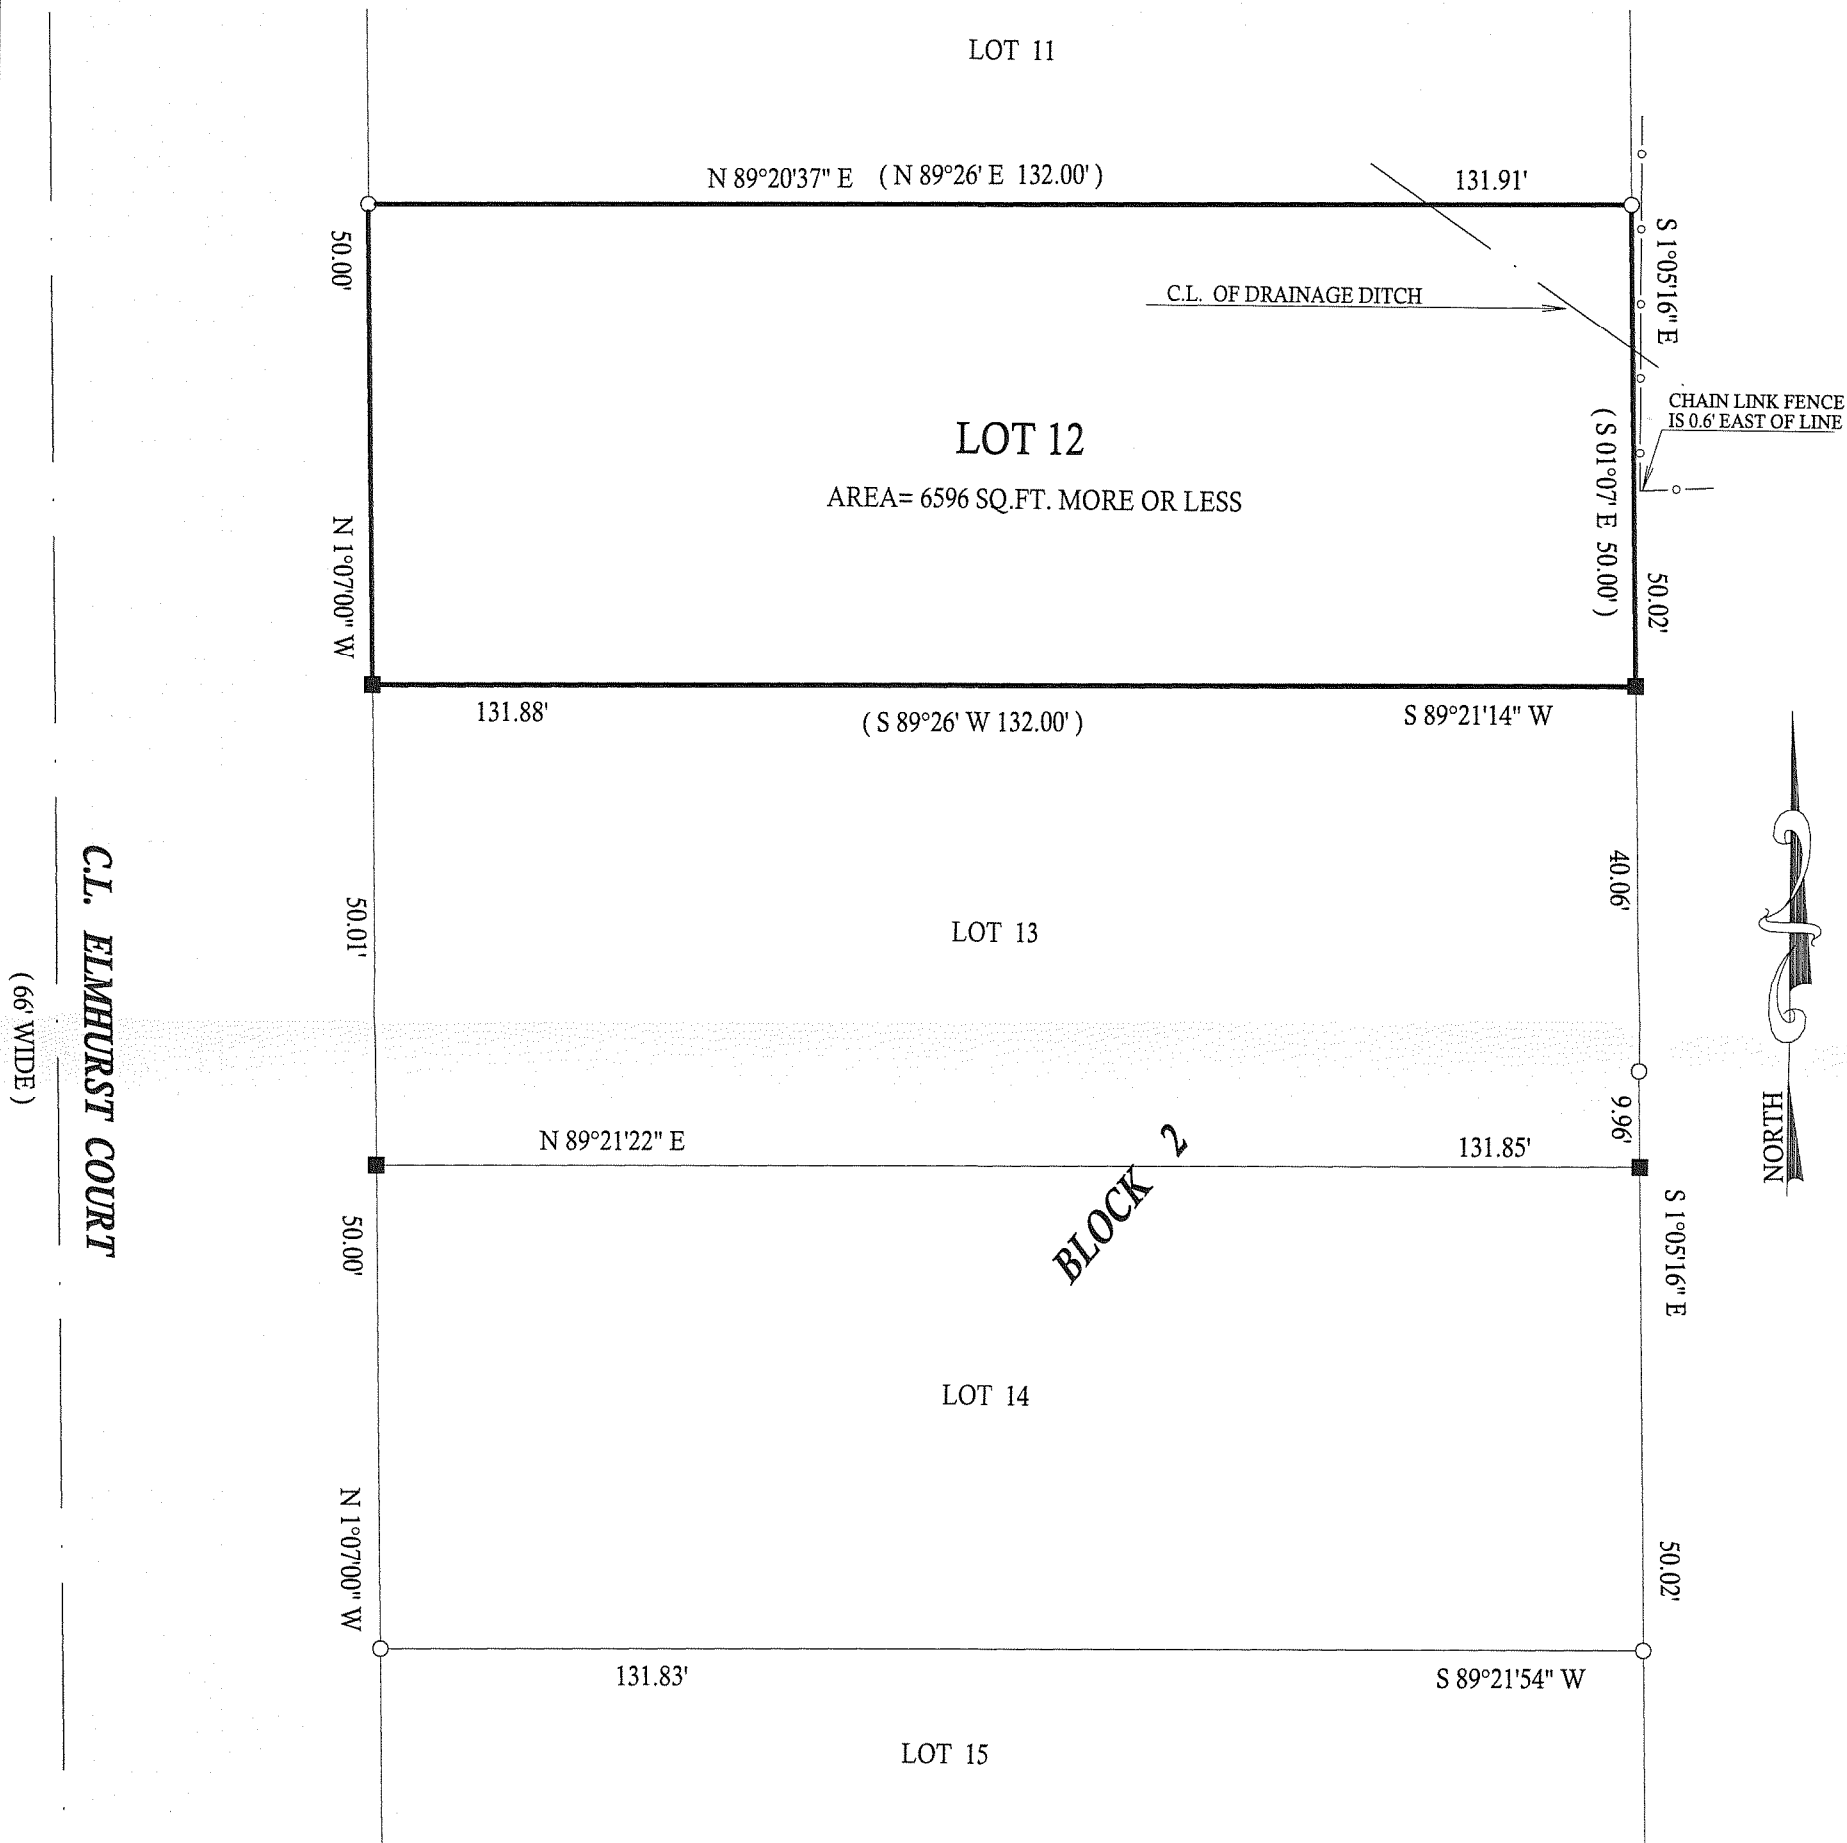 LOT 11
N 89°20'37" E ( N 89°26' E 132.00' ) 131.91'
50.00'
N 1°07'00" W
S 1°05'16" E
C.L. OF DRAINAGE DITCH
CHAIN LINK FENCE
IS 0.6' EAST OF LINE
( S 01°07' E 50.00' )
50.02'
LOT 12
AREA= 6596 SQ.FT. MORE OR LESS
131.88' ( S 89°26' W 132.00' ) S 89°21'14" W
40.06'
50.01'
LOT 13
C.L. ELMHURST COURT
( 66' WIDE )
NORTH
9.96'
N 89°21'22" E 131.85'
BLOCK 2
50.00'
S 1°05'16" E
LOT 14
N 1°07'00" W
50.02'
131.83' S 89°21'54" W
LOT 15